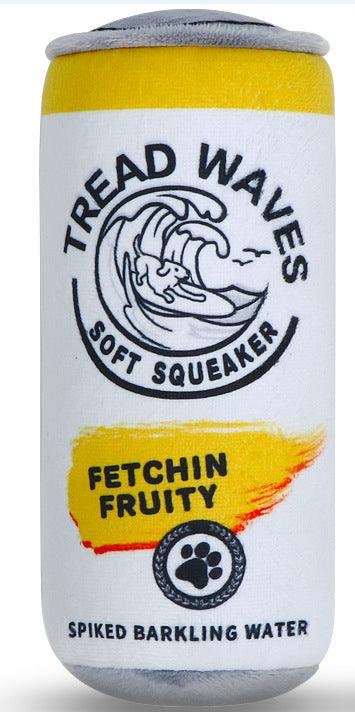 TREAD WAVES
SOFT SQUEAKER
FETCHIN
FRUITY
SPIKED BARKLING WATER